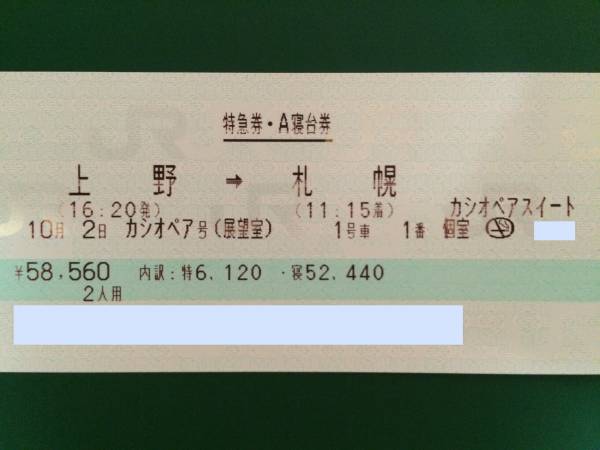 特急券・A寝台券
上野 → 札幌
(16:20発) (11:15着) カシオペアスイート
10月 2日 カシオペア号(展望室) 1号車 1番 個室
¥58,560 内訳:特6,120 ・寝52,440
2人用